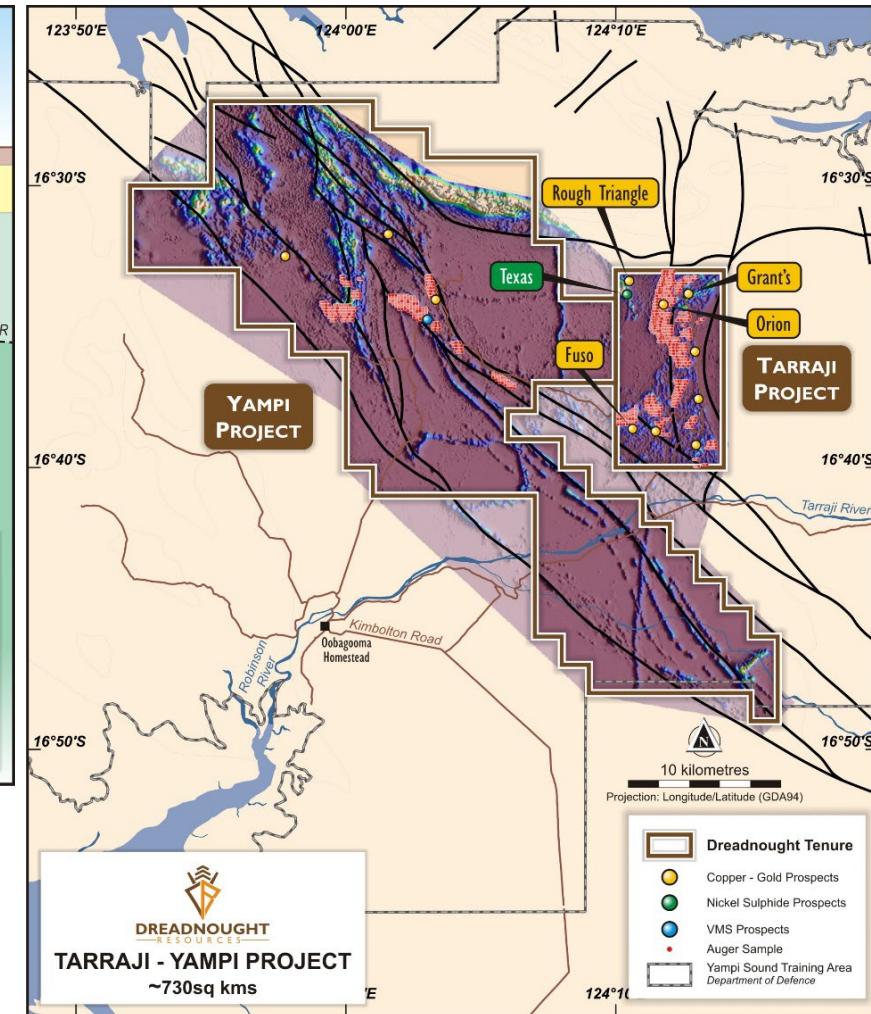 123°50'E
124°00'E
124°10'E
16°30'S
16°30'S
Rough Triangle
Texas
Grant's
Orion
Fuso
TARRAJI
PROJECT
YAMPI
PROJECT
R
16°40'S
16°40'S
Tarraji River
Kimbolton Road
Oobagooma
Homestead
Robinson
River
16°50'S
16°50'S
N
10 kilometres
Projection: Longitude/Latitude (GDA94)
Dreadnought Tenure
Copper - Gold Prospects
Nickel Sulphide Prospects
VMS Prospects
Auger Sample
Yampi Sound Training Area
Department of Defence
DREADNOUGHT
RESOURCES
TARRAJI - YAMPI PROJECT
~730sq kms
'E
124°10'